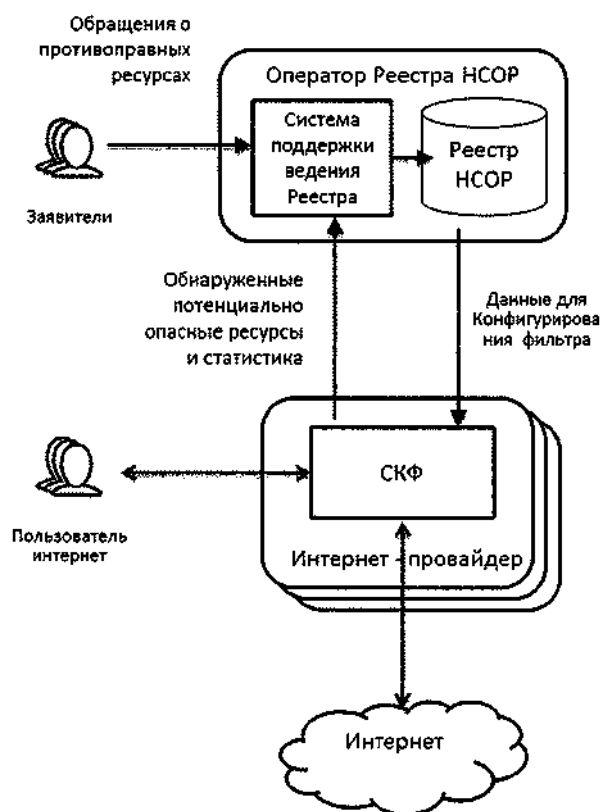 Обращения о
противоправных
ресурсах
Оператор Реестра НСОР
Система
поддержки
ведения
Реестра
Реестр
НСОР
Заявители
Обнаруженные
потенциально
опасные ресурсы
и статистика
Данные для
Конфигурирова
ния фильтра
СКФ
Пользователь
интернет
Интернет - провайдер
Интернет